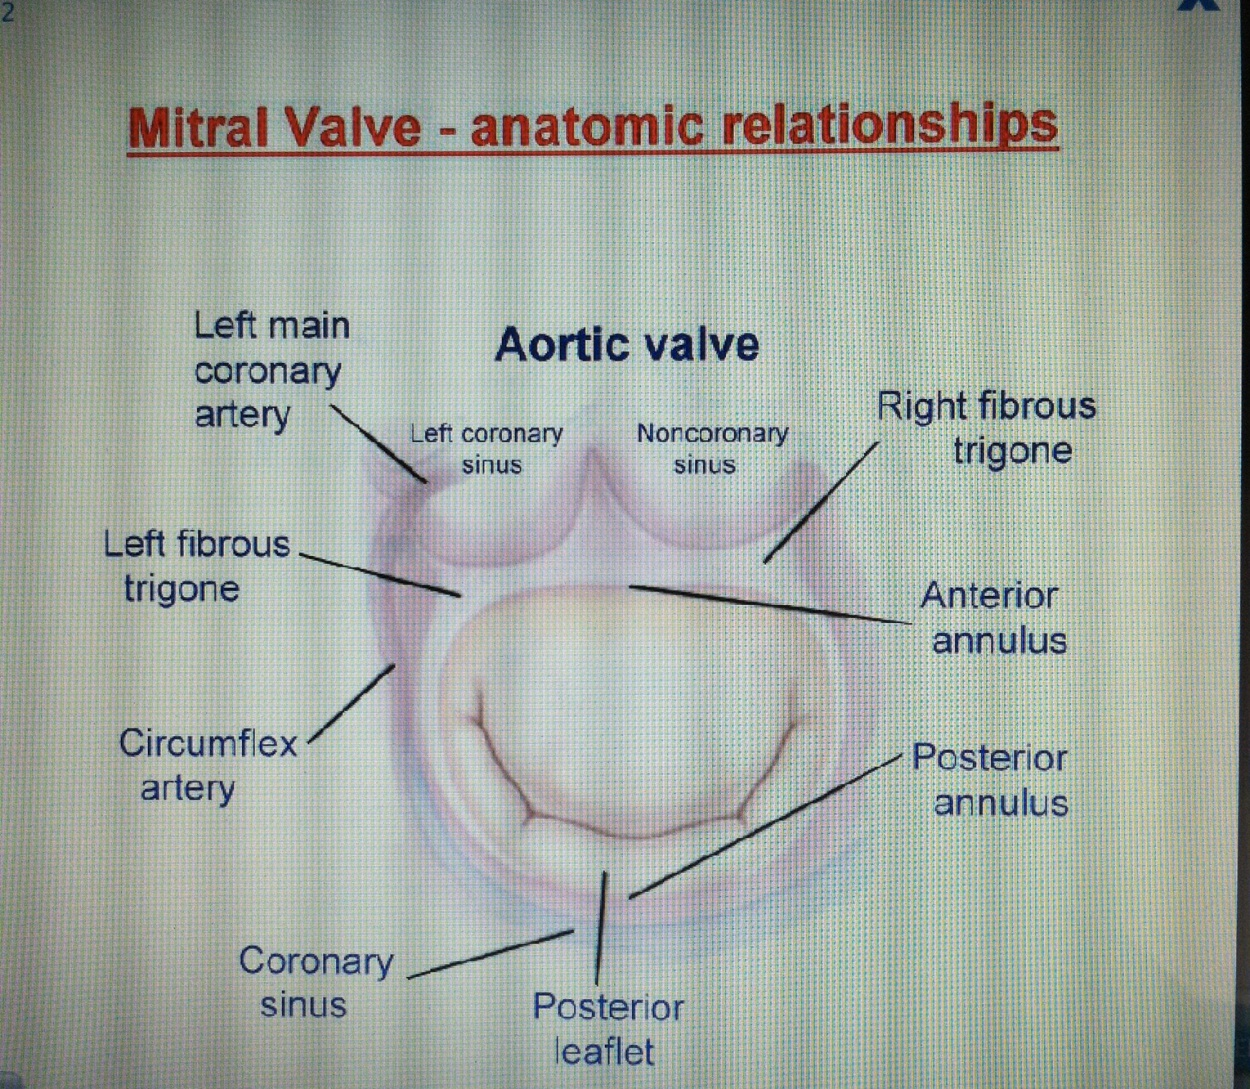 2
Mitral Valve - anatomic relationships
Left main
coronary
artery
Aortic valve
Left coronary
sinus
Noncoronary
sinus
Right fibrous
trigone
Left fibrous
trigone
Anterior
annulus
Circumflex
artery
Posterior
annulus
Coronary
sinus
Posterior
leaflet